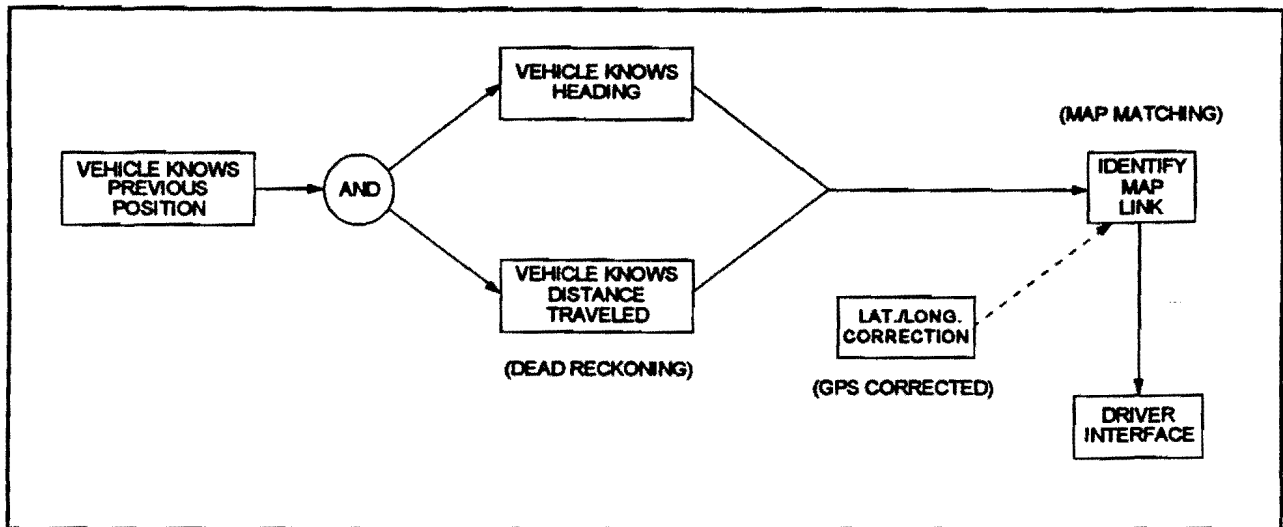 VEHICLE KNOWS
PREVIOUS
POSITION
AND
VEHICLE KNOWS
HEADING
VEHICLE KNOWS
DISTANCE
TRAVELED
(DEAD RECKONING)
(MAP MATCHING)
IDENTIFY
MAP
LINK
LAT./LONG.
CORRECTION
(GPS CORRECTED)
DRIVER
INTERFACE